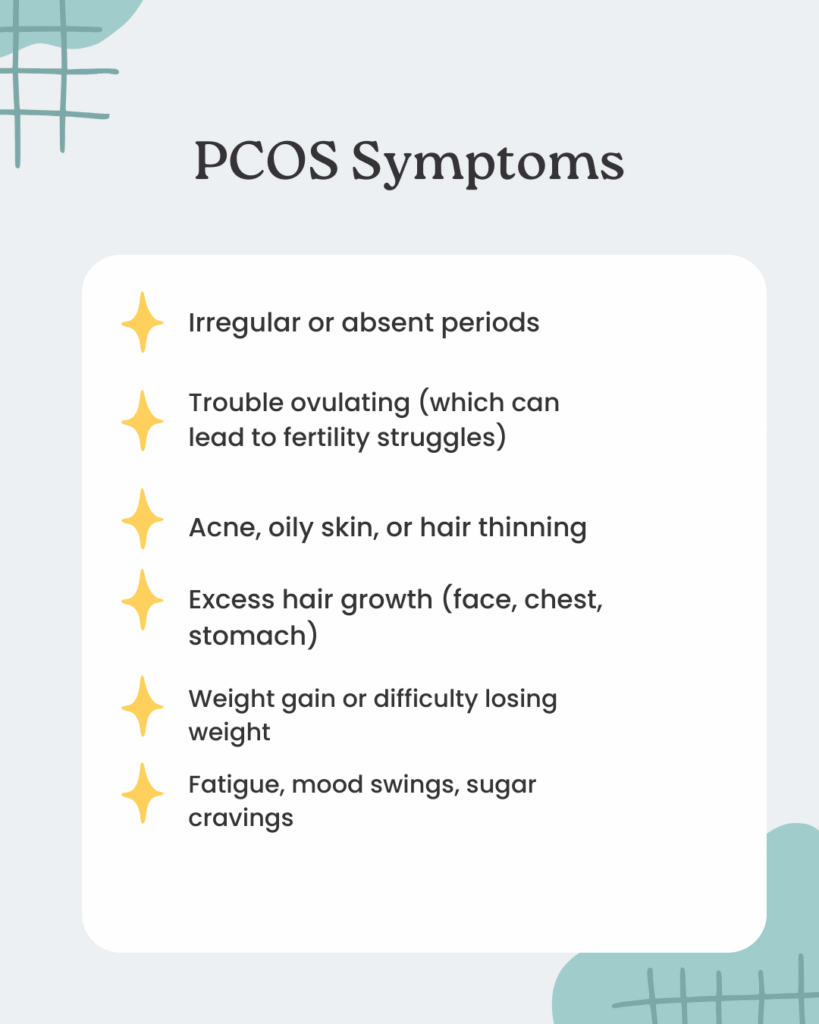 PCOS Symptoms
Irregular or absent periods
Trouble ovulating (which can
lead to fertility struggles)
Acne, oily skin, or hair thinning
Excess hair growth (face, chest,
stomach)
Weight gain or difficulty losing
weight
Fatigue, mood swings, sugar
cravings